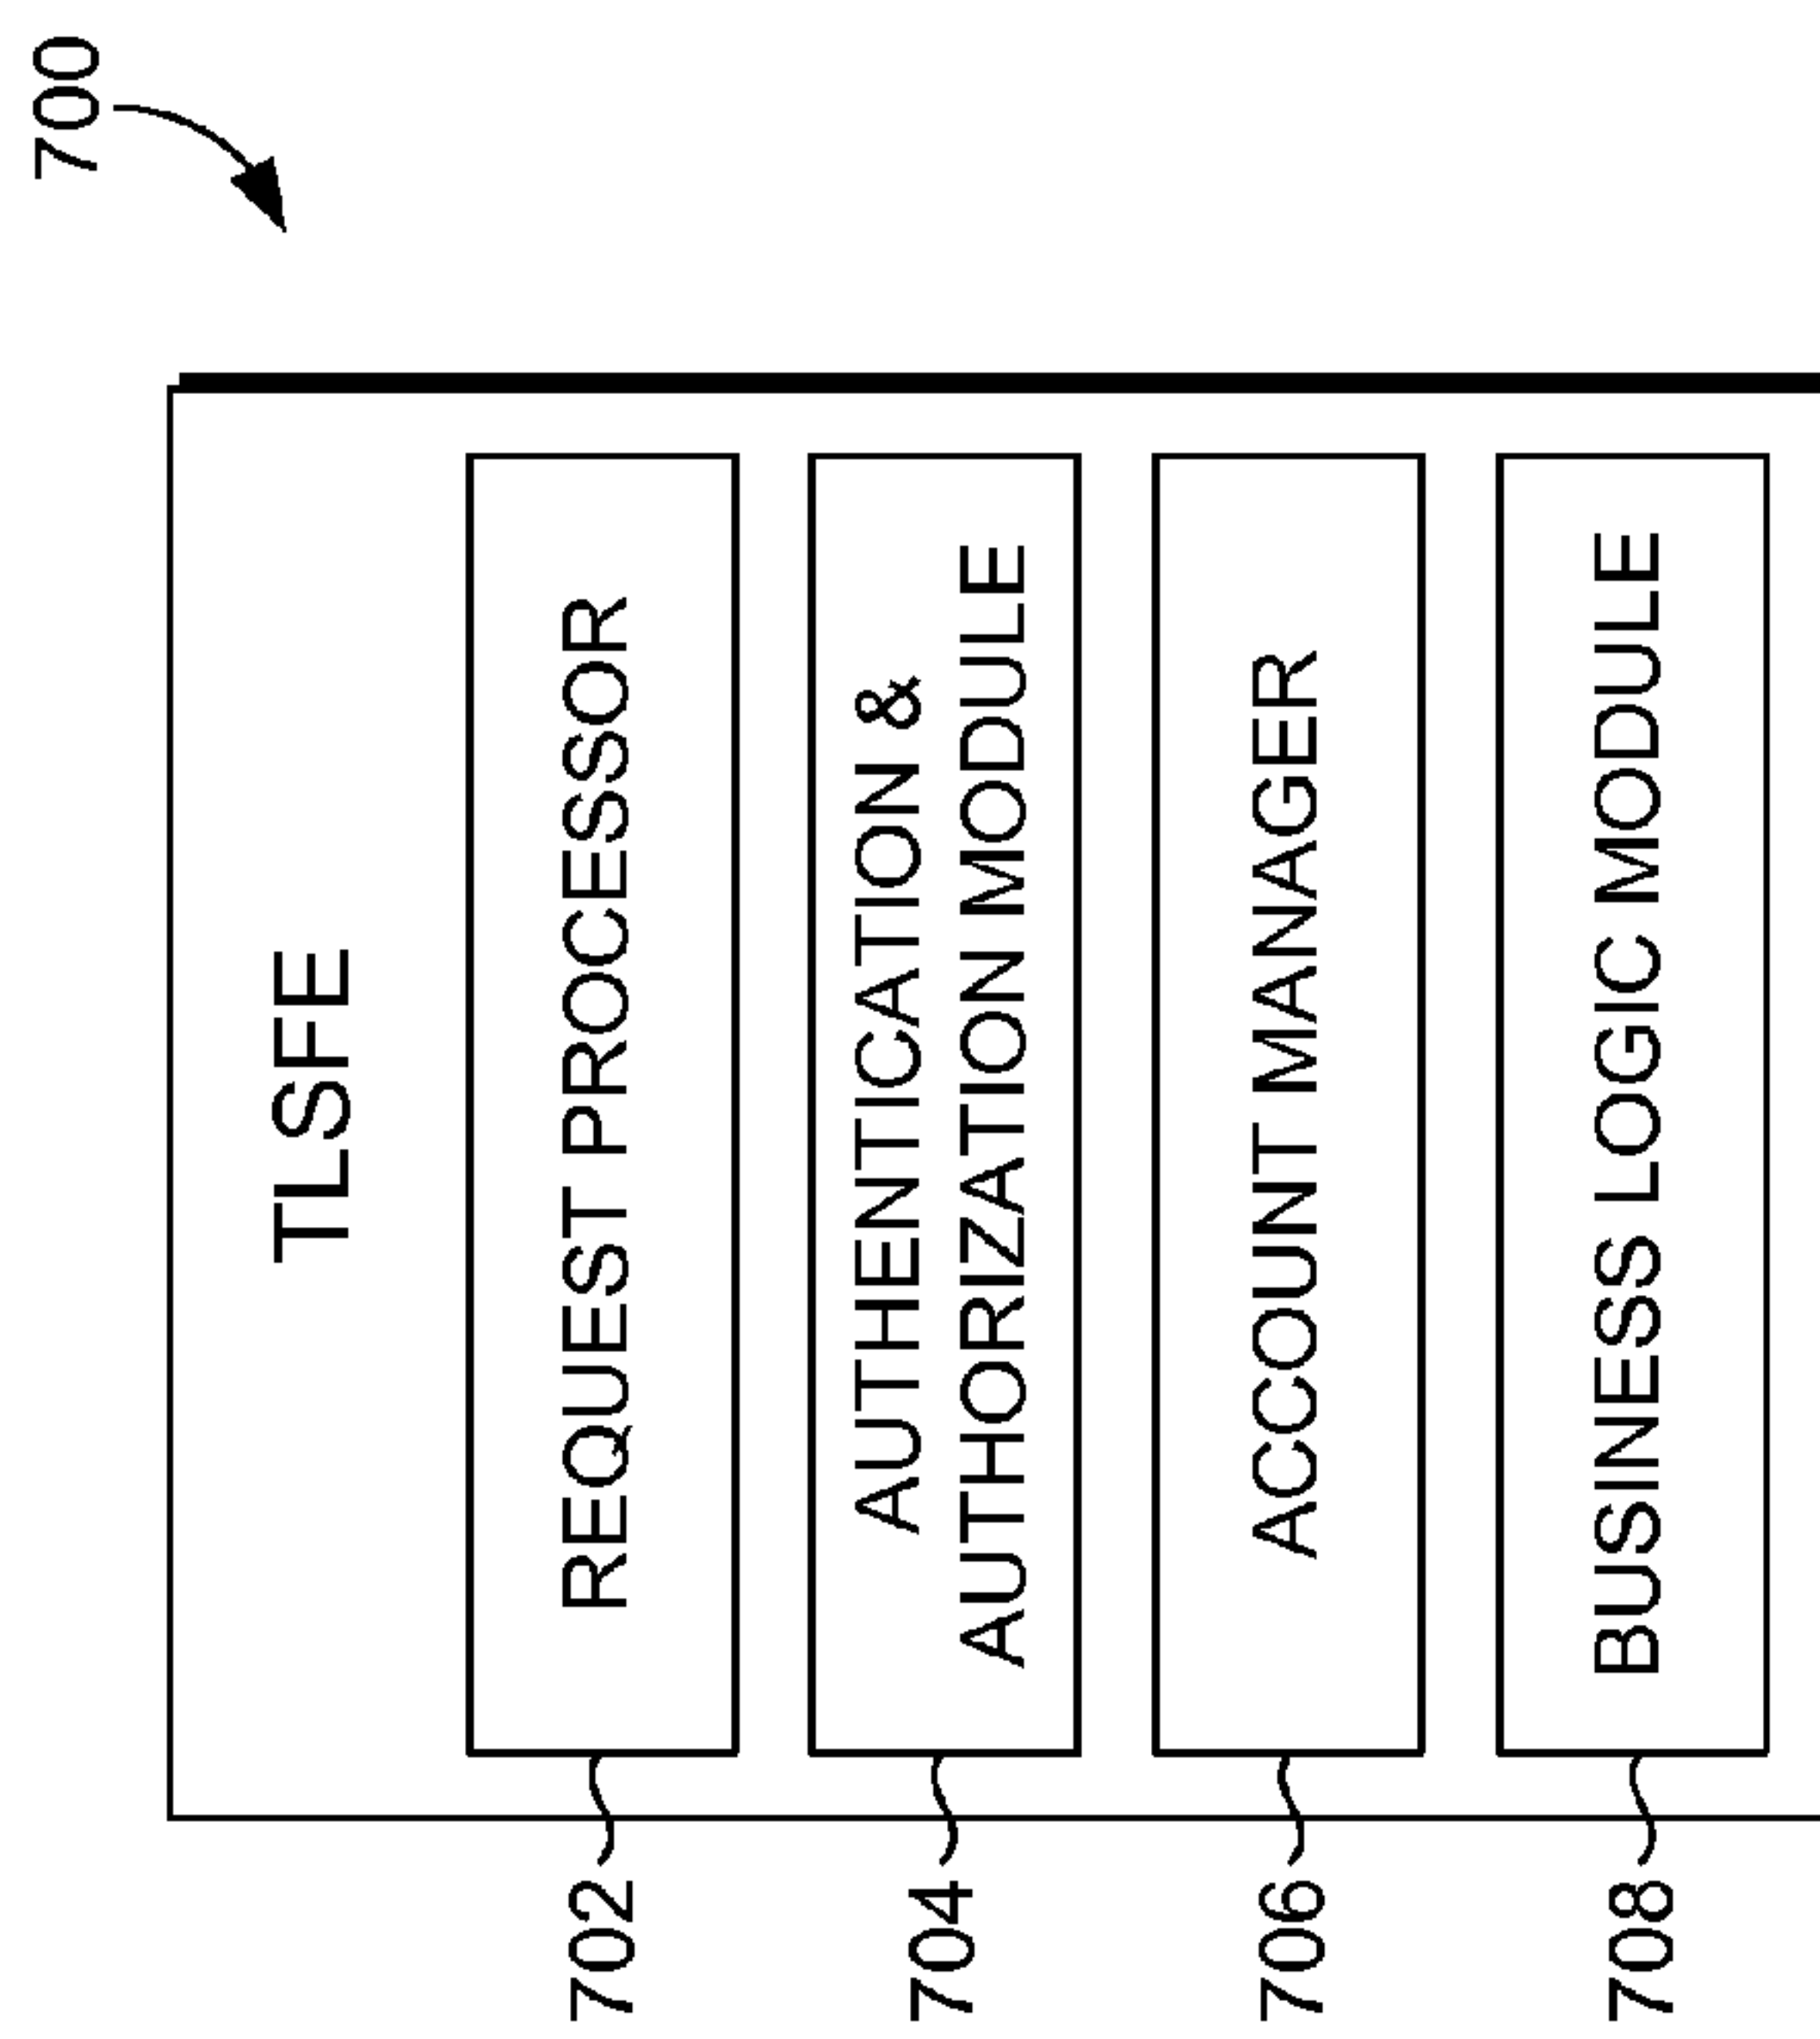 700
TLSFE
702
REQUEST PROCESSOR
704
AUTHENTICATION &
AUTHORIZATION MODULE
706
ACCOUNT MANAGER
708
BUSINESS LOGIC MODULE